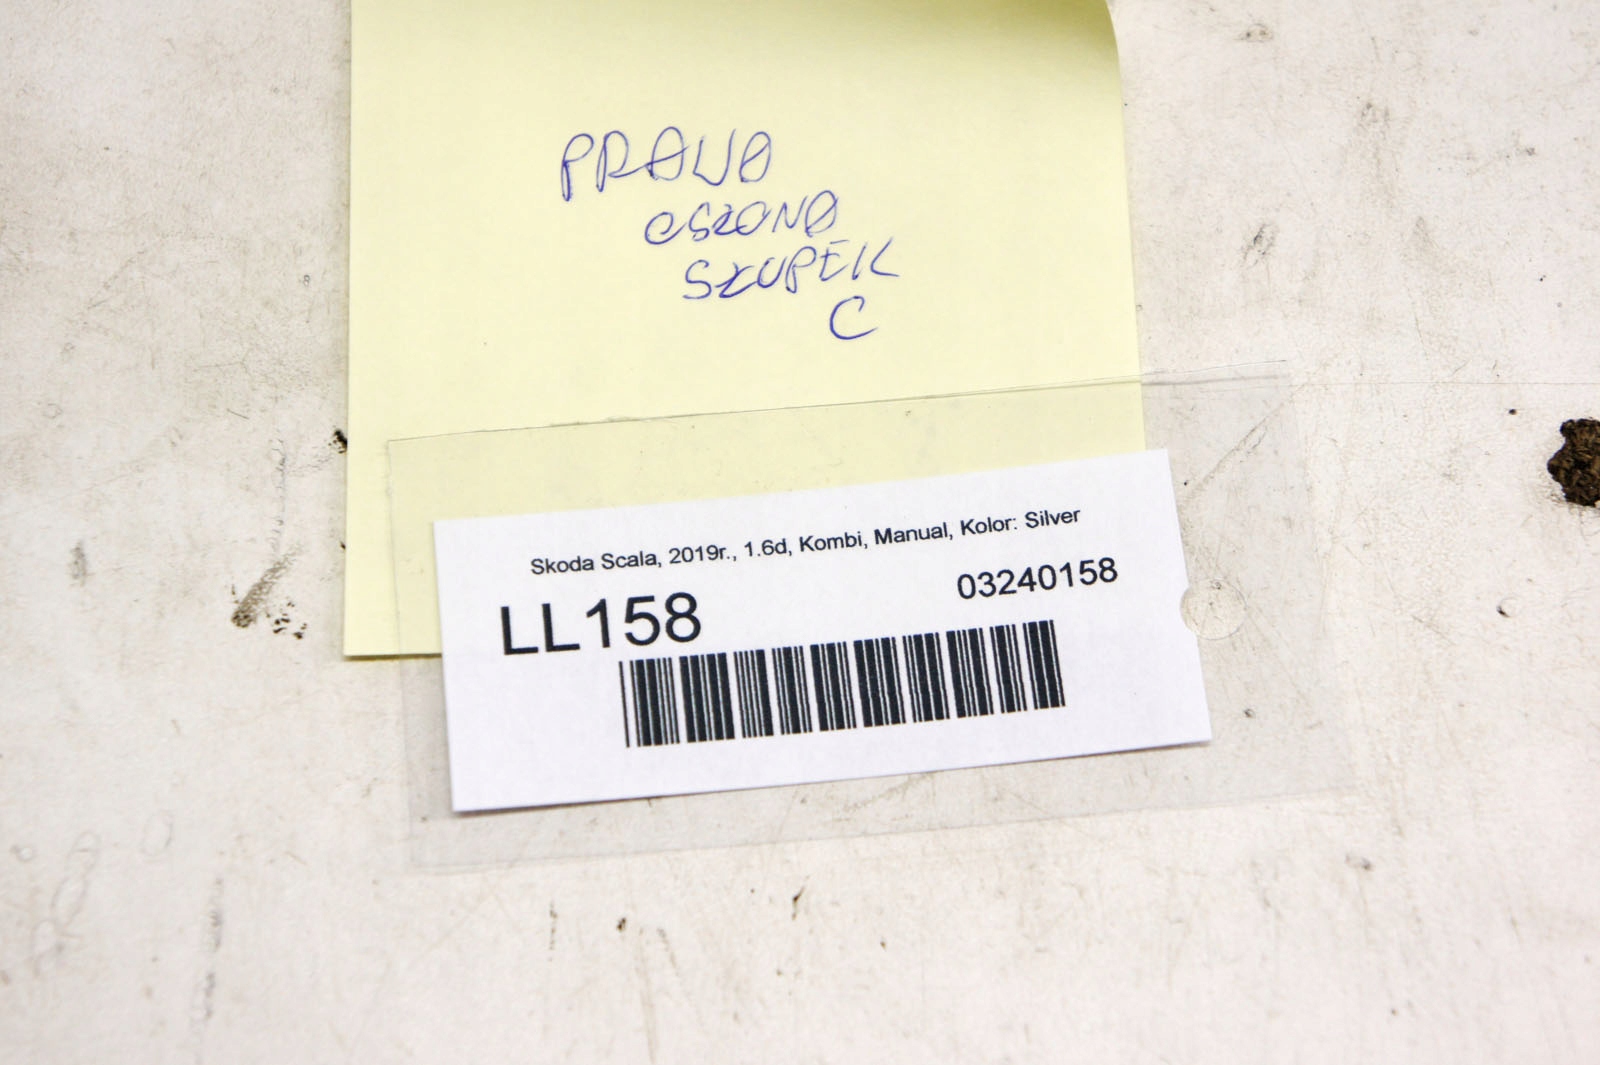 PRAWA
OSŁONA
SŁUPEK
C
Skoda Scala, 2019r., 1.6d, Kombi, Manual, Kolor: Silver
LL158
03240158